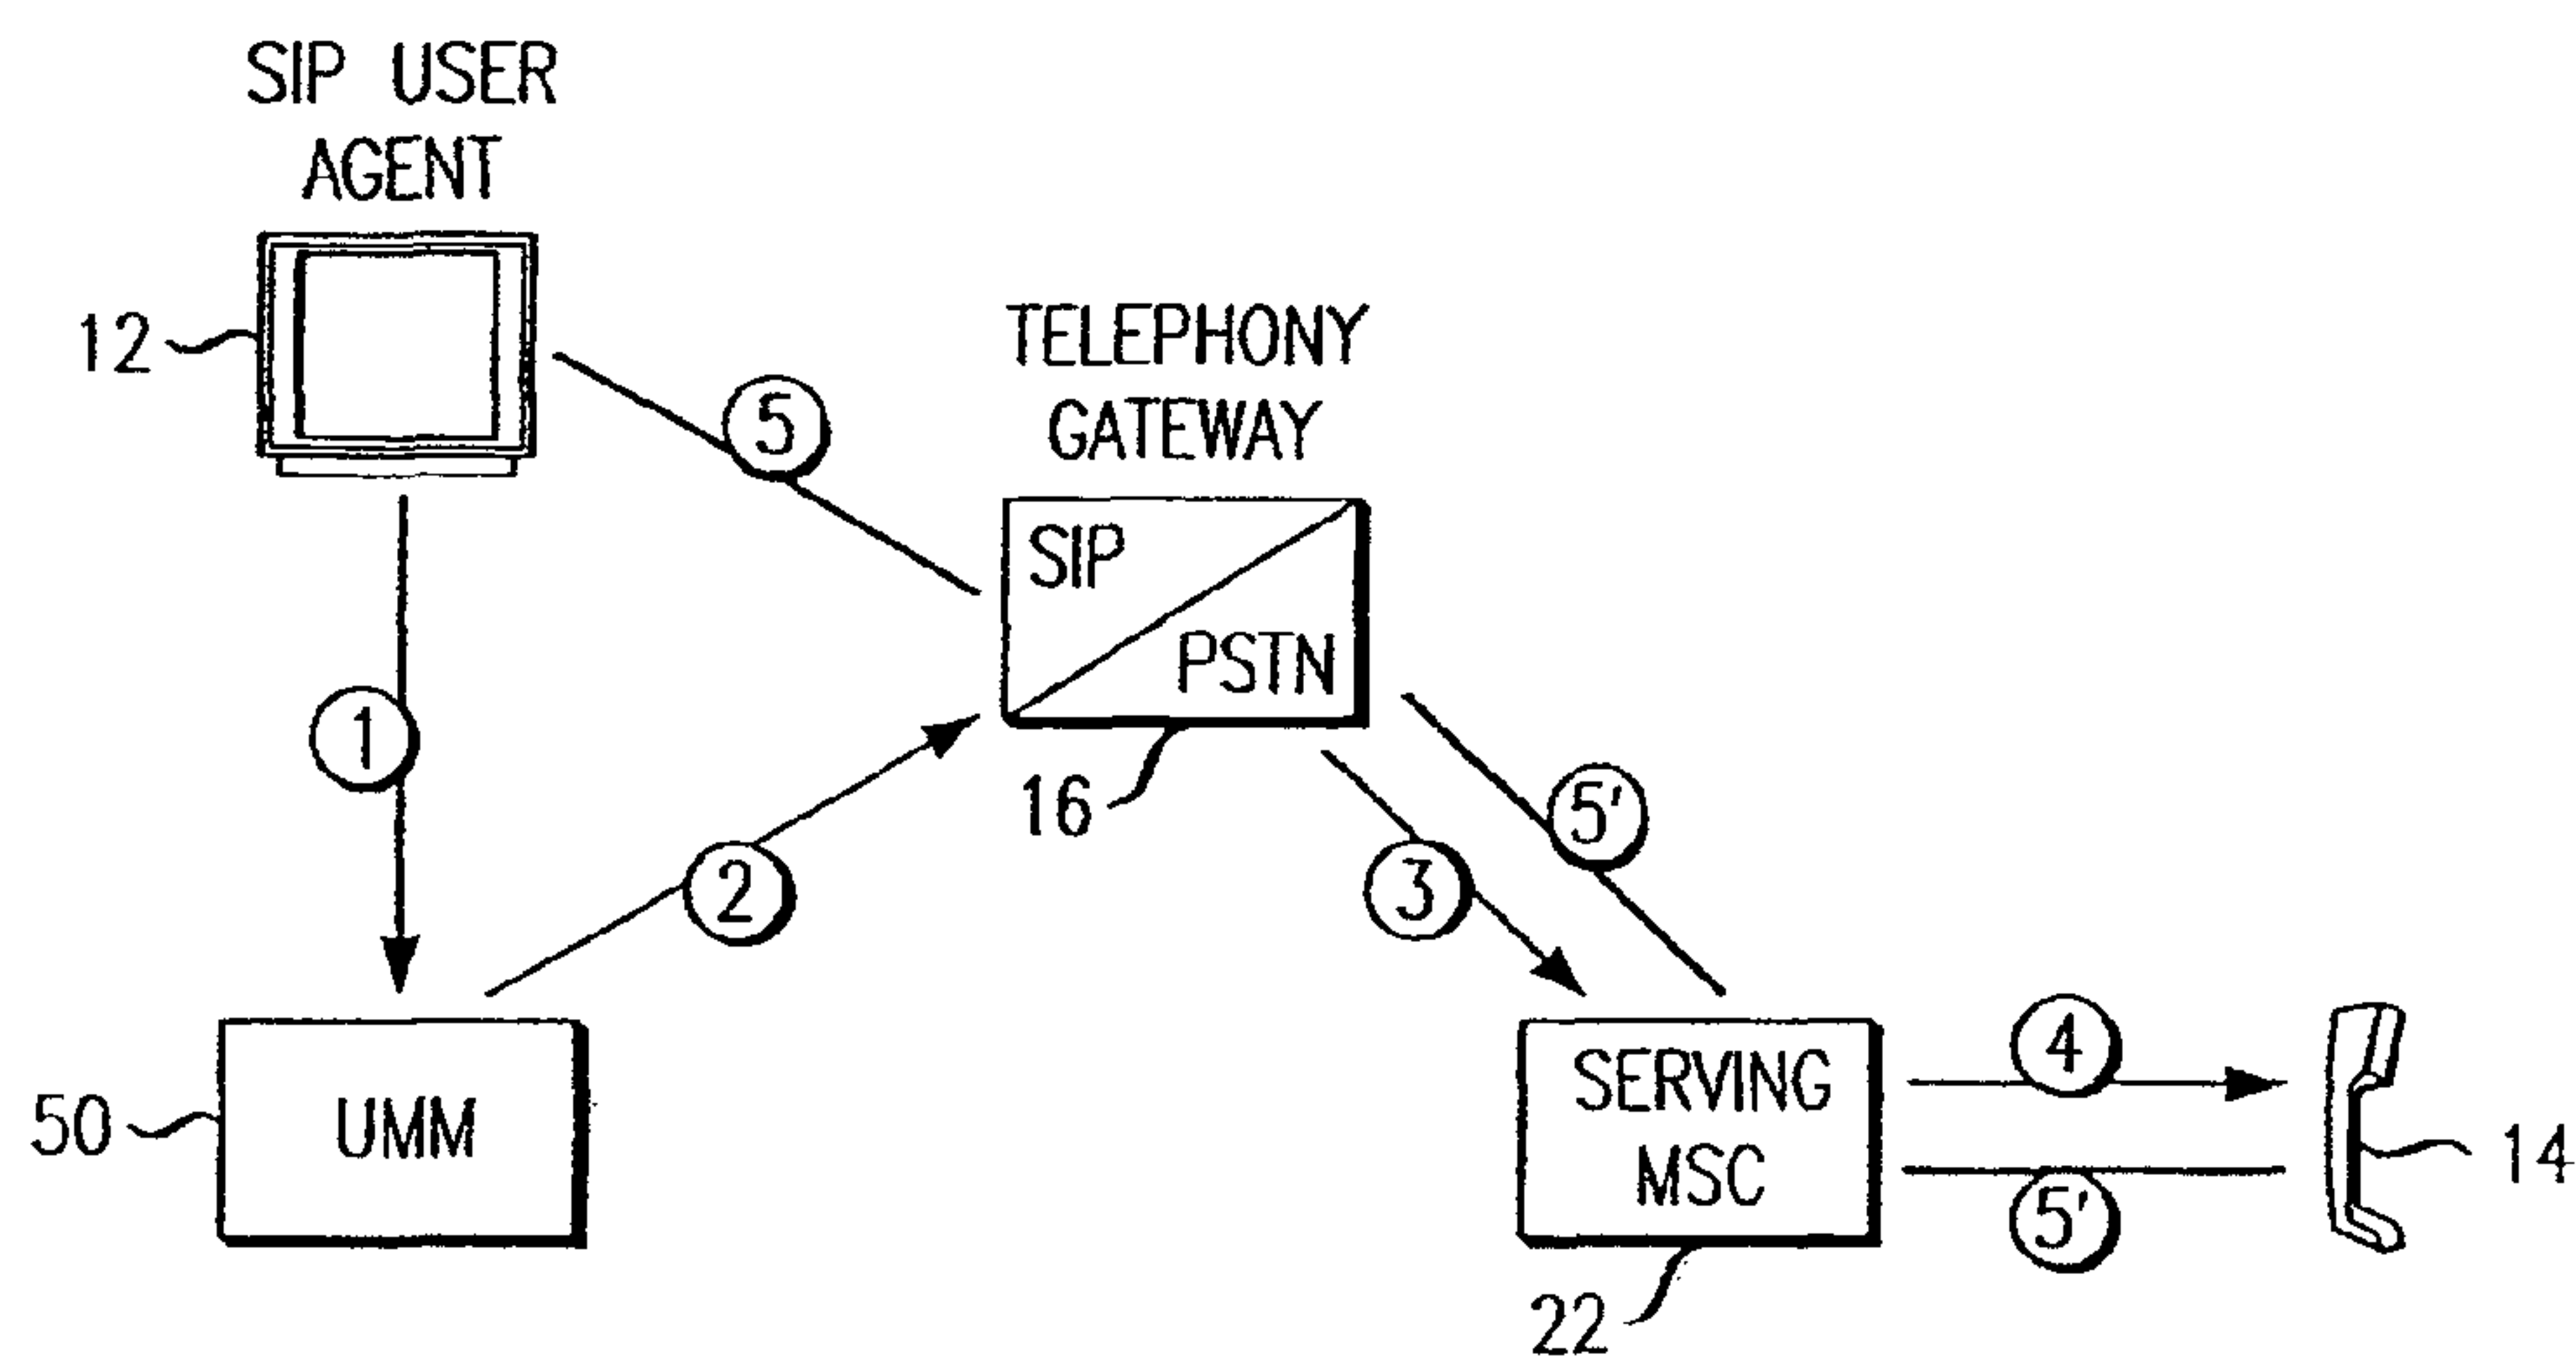 SIP USER
AGENT
12
5
TELEPHONY
GATEWAY
SIP
PSTN
1
16
2
3
5'
50
UMM
SERVING
MSC
4
5'
14
22